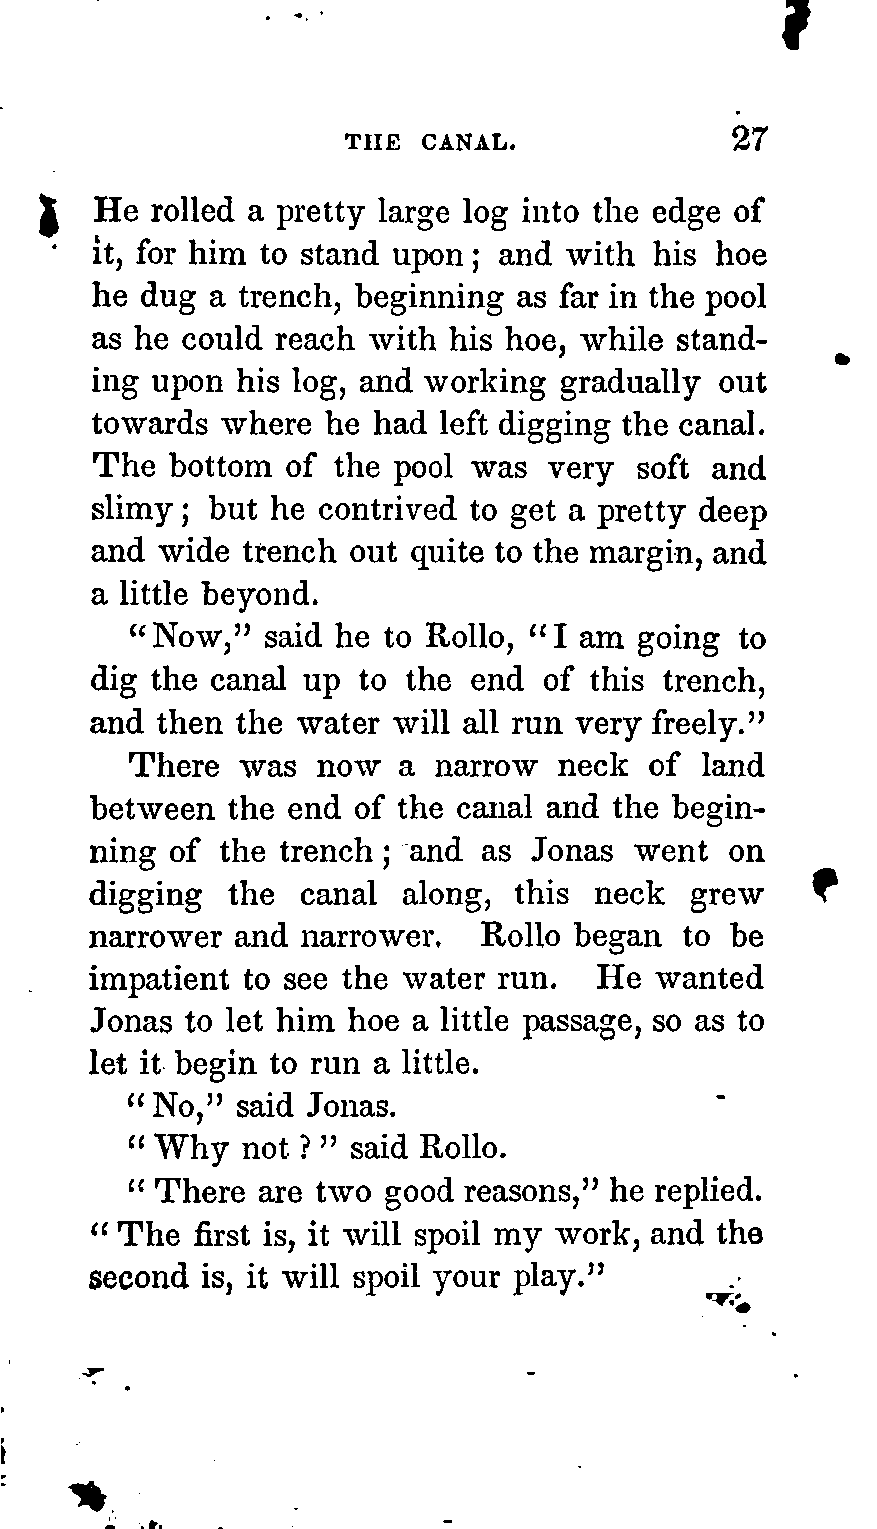 THE CANAL. 27
He rolled a pretty large log into the edge of
it, for him to stand upon; and with his hoe
he dug a trench, beginning as far in the pool
as he could reach with his hoe, while stand-
ing upon his log, and working gradually out
towards where he had left digging the canal.
The bottom of the pool was very soft and
slimy; but he contrived to get a pretty deep
and wide trench out quite to the margin, and
a little beyond.
“Now,” said he to Rollo, “I am going to
dig the canal up to the end of this trench,
and then the water will all run very freely.”
There was now a narrow neck of land
between the end of the canal and the begin-
ning of the trench; and as Jonas went on
digging the canal along, this neck grew
narrower and narrower. Rollo began to be
impatient to see the water run. He wanted
Jonas to let him hoe a little passage, so as to
let it begin to run a little.
“No,” said Jonas.
“Why not?” said Rollo.
“There are two good reasons,” he replied.
“The first is, it will spoil my work, and the
second is, it will spoil your play.”